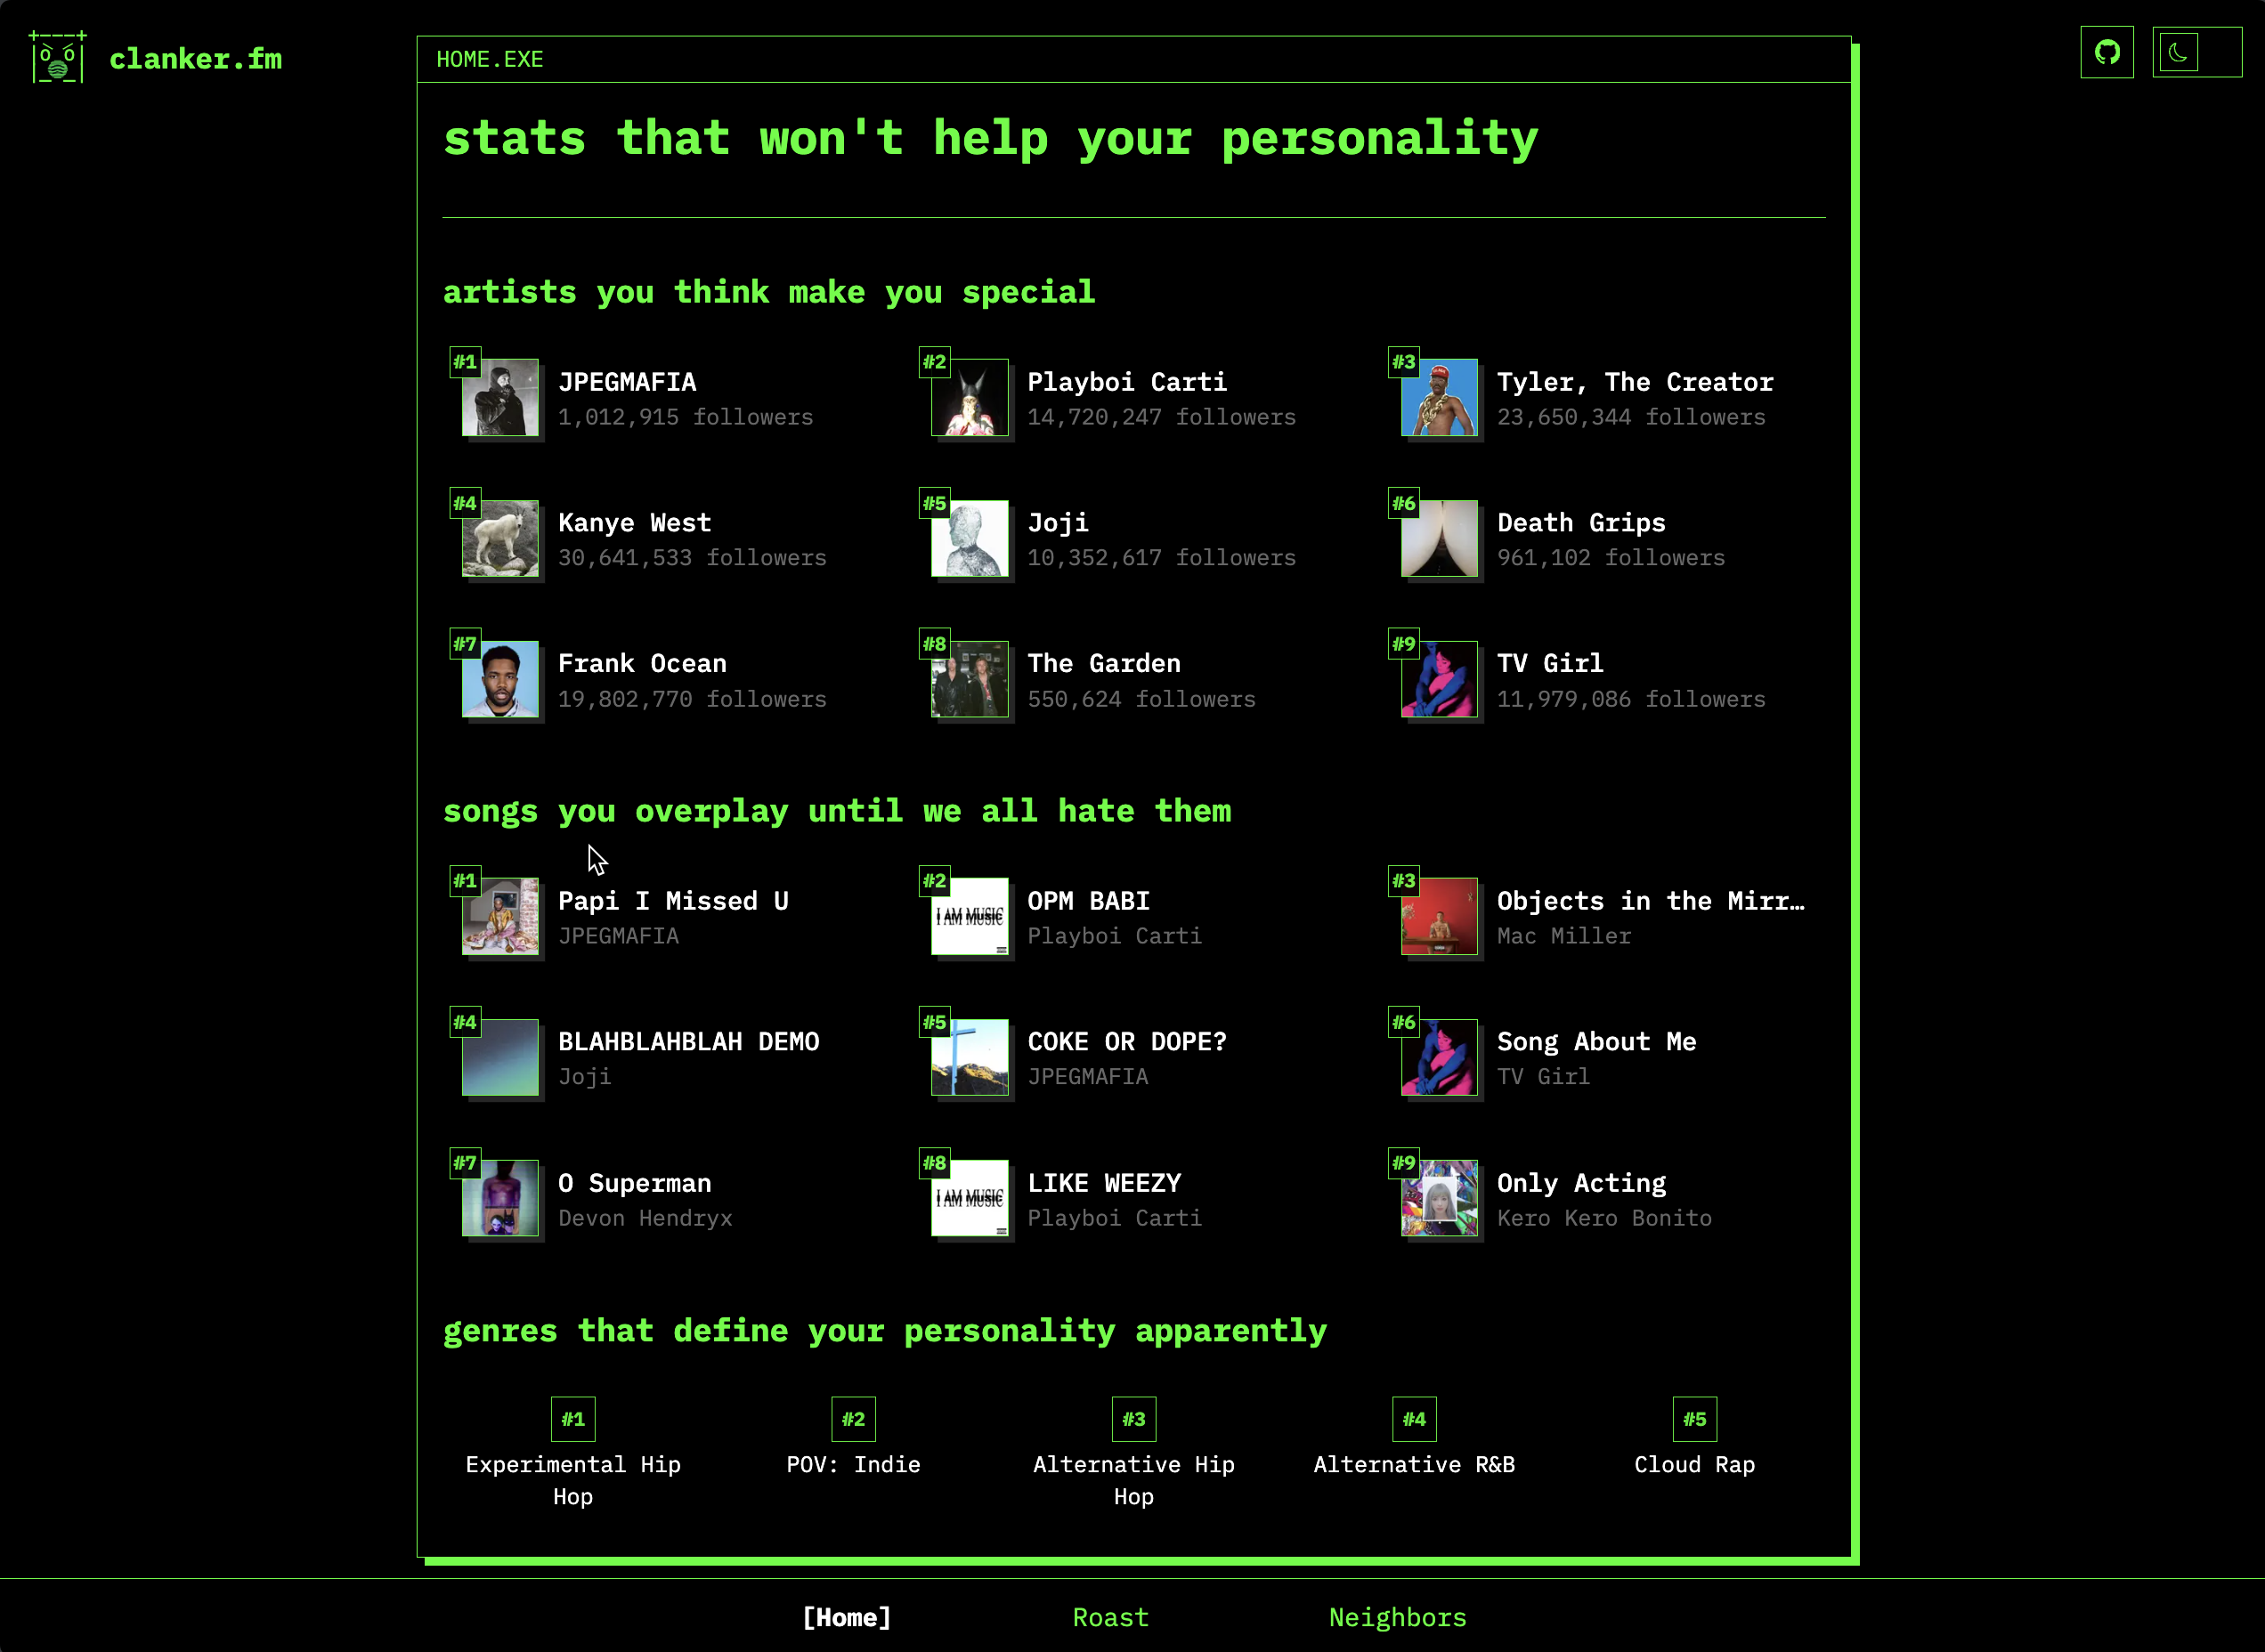 clanker.fm
HOME.EXE
stats that won't help your personality
artists you think make you special
#1
JPEGMAFIA
1,012,915 followers
#2
Playboi Carti
14,720,247 followers
#3
Tyler, The Creator
23,650,344 followers
#4
Kanye West
30,641,533 followers
#5
Joji
10,352,617 followers
#6
Death Grips
961,102 followers
#7
Frank Ocean
19,802,770 followers
#8
The Garden
550,624 followers
#9
TV Girl
11,979,086 followers
songs you overplay until we all hate them
#1
Papi I Missed U
JPEGMAFIA
#2
I AM MUSIC
OPM BABI
Playboi Carti
#3
Objects in the Mirr…
Mac Miller
#4
BLAHBLAHBLAH DEMO
Joji
#5
COKE OR DOPE?
JPEGMAFIA
#6
Song About Me
TV Girl
#7
O Superman
Devon Hendryx
#8
I AM MUSIC
LIKE WEEZY
Playboi Carti
#9
Only Acting
Kero Kero Bonito
genres that define your personality apparently
#1
Experimental Hip
Hop
#2
POV: Indie
#3
Alternative Hip
Hop
#4
Alternative R&B
#5
Cloud Rap
[Home]
Roast
Neighbors